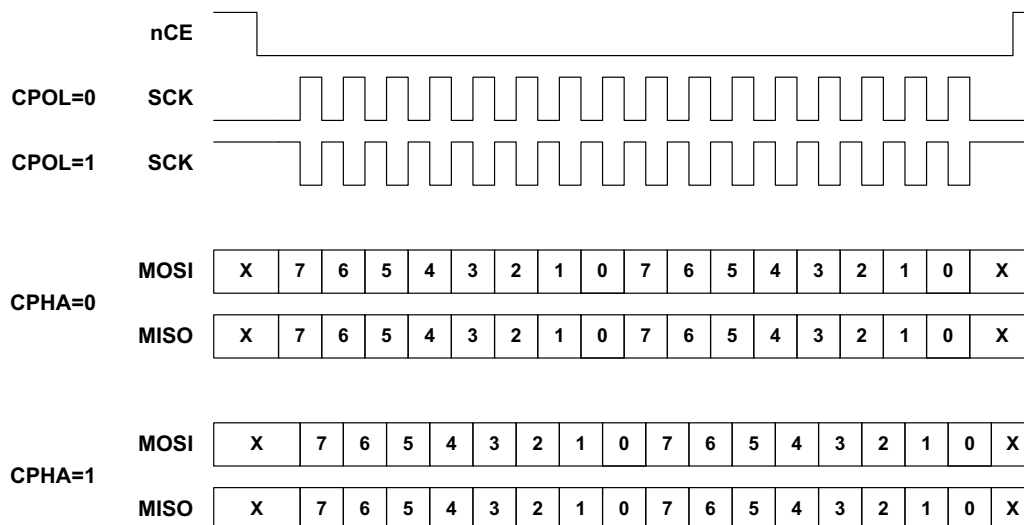 nCE
CPOL=0 SCK
CPOL=1 SCK
MOSI X 7 6 5 4 3 2 1 0 7 6 5 4 3 2 1 0 X
CPHA=0
MISO X 7 6 5 4 3 2 1 0 7 6 5 4 3 2 1 0 X
MOSI X 7 6 5 4 3 2 1 0 7 6 5 4 3 2 1 0 X
CPHA=1
MISO X 7 6 5 4 3 2 1 0 7 6 5 4 3 2 1 0 X